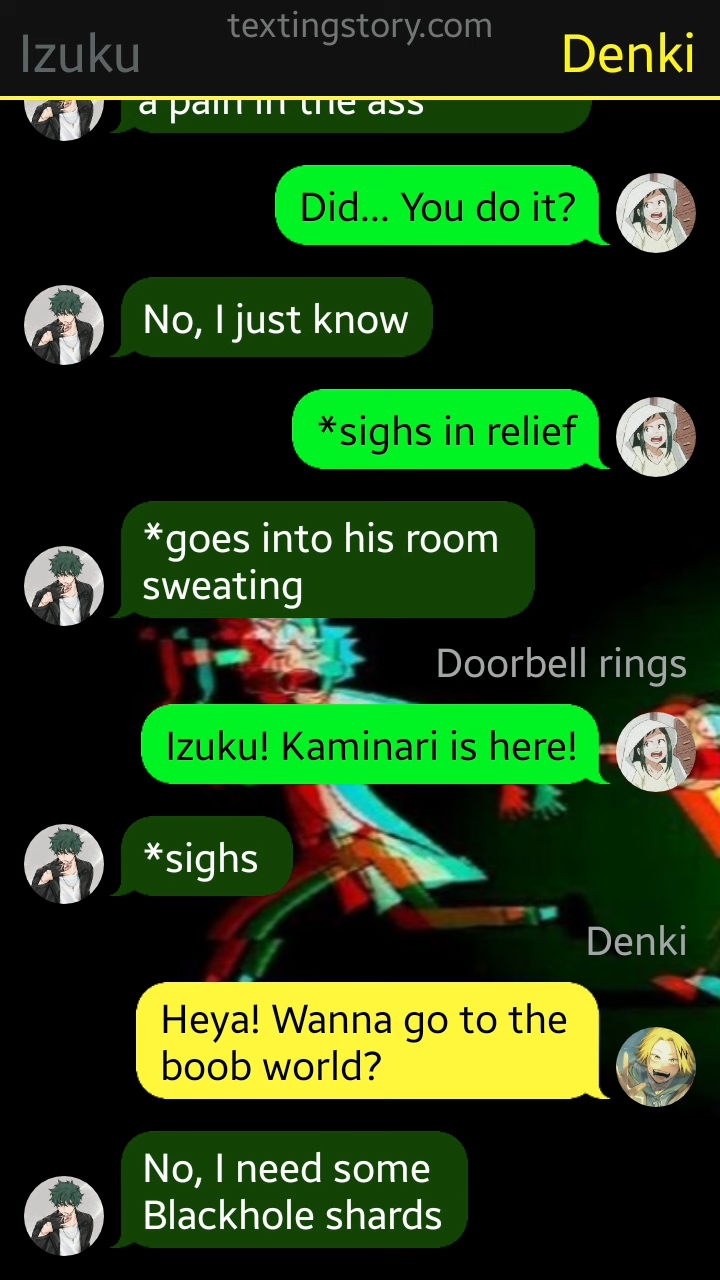 textingstory.com
Izuku
Denki
a pain in the ass
Did... You do it?
No, I just know
*sighs in relief
*goes into his room
sweating
Doorbell rings
Izuku! Kaminari is here!
*sighs
Denki
Heya! Wanna go to the
boob world?
No, I need some
Blackhole shards